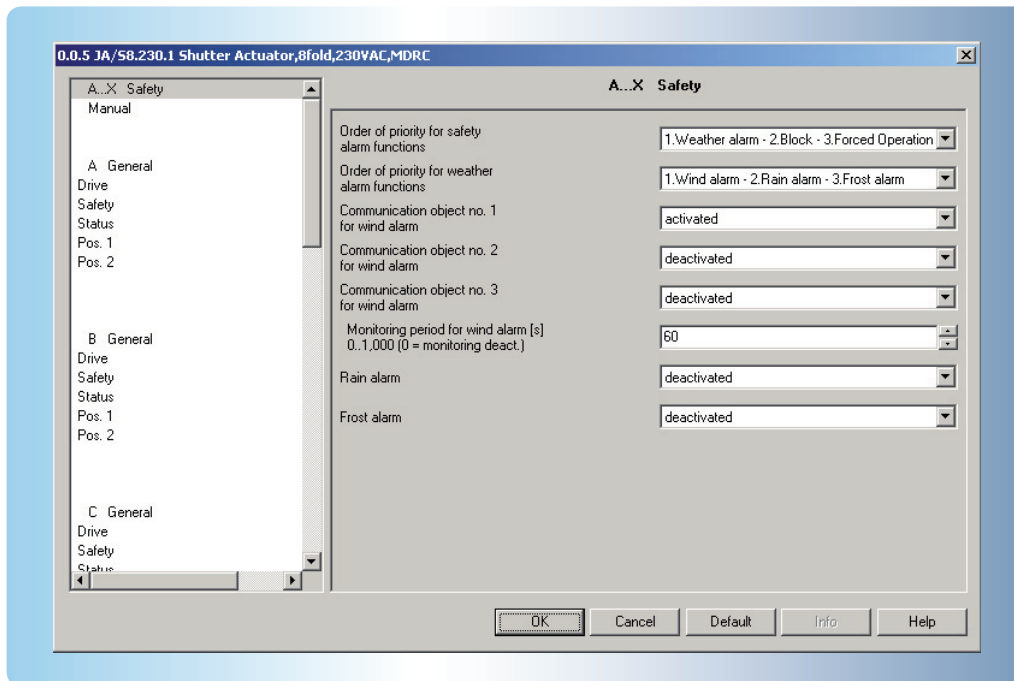 0.0.5 JA/S8.230.1 Shutter Actuator,8fold,230VAC,MDRC
A...X Safety
Manual
A General
Drive
Safety
Status
Pos. 1
Pos. 2
B General
Drive
Safety
Status
Pos. 1
Pos. 2
C General
Drive
Safety
Status
A...X Safety
Order of priority for safety
alarm functions
1.Weather alarm - 2.Block - 3.Forced Operation
Order of priority for weather
alarm functions
1.Wind alarm - 2.Rain alarm - 3.Frost alarm
Communication object no. 1
for wind alarm
activated
Communication object no. 2
for wind alarm
deactivated
Communication object no. 3
for wind alarm
deactivated
Monitoring period for wind alarm [s]
0..1,000 (0 = monitoring deact.)
60
Rain alarm
deactivated
Frost alarm
deactivated
OK
Cancel
Default
Info
Help